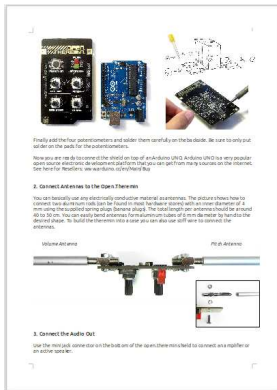 Finally add the four potentiometers and solder them carefully on the backside. Be sure to only put
solder on the pads for the potentiometers.
Now you are ready to connect the shield on top of an Arduino UNO. Arduino UNO is a very popular
open source electronic development platform that you can get from many sources on the Internet.
See here for Resellers: www.arduino.cc/en/Main/Buy
2. Connect Antennas to the Open.Theremin
You can basically use any electrically conductive material as antennas. The picture shows how to
connect two aluminum rods (can be found in most hardware stores) with an inner diameter of 4
mm using the supplied spring plugs (banana plugs). The total length per antenna should be around
40 to 50 cm. You can easily bend antennas for aluminum tubes of 6 mm diameter by hand to the
desired shape. To build the theremin into a case you can also use stiff wire to connect the
antennas.
Volume Antenna
Pitch Antenna
3. Connect the Audio Out
Use the mini jack connector on the bottom of the open.theremin shield to connect an amplifier or
an active speaker.